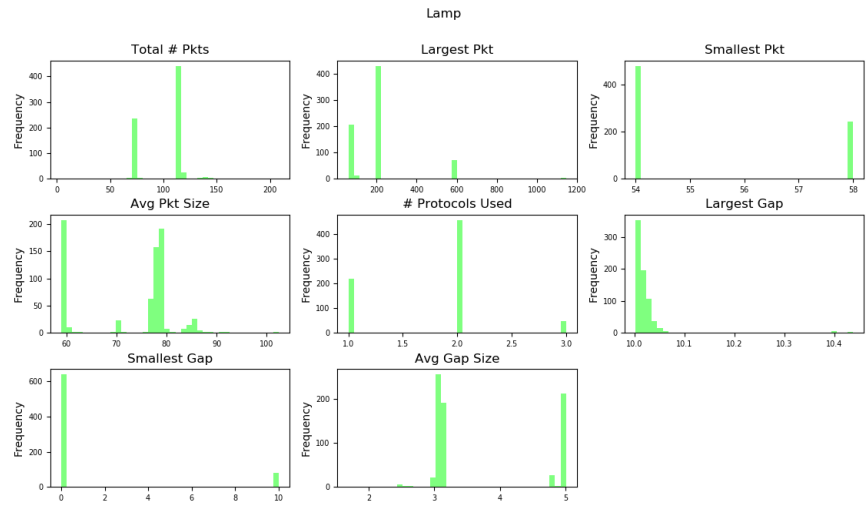 Lamp
Total # Pkts
Largest Pkt
Smallest Pkt
Frequency
400
300
200
100
0
0 50 100 150 200
Frequency
400
300
200
100
0
200 400 600 800 1000 1200
Frequency
400
200
0
54 55 56 57 58
Avg Pkt Size
# Protocols Used
Largest Gap
Frequency
200
150
100
50
0
60 70 80 90 100
Frequency
400
200
0
1.0 1.5 2.0 2.5 3.0
Frequency
300
200
100
0
10.0 10.1 10.2 10.3 10.4
Smallest Gap
Avg Gap Size
Frequency
600
400
200
0
0 2 4 6 8 10
Frequency
200
100
0
2 3 4 5